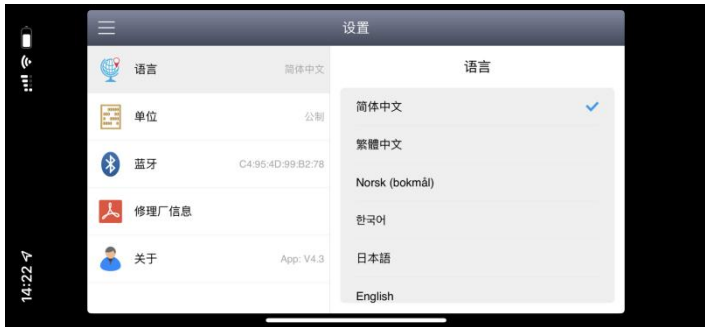 14:22
设置
语言 简体中文
单位 公制
蓝牙 C4:95:4D:99:B2:78
修理厂信息
关于 App: V4.3
语言
简体中文
繁體中文
Norsk (bokmål)
한국어
日本語
English